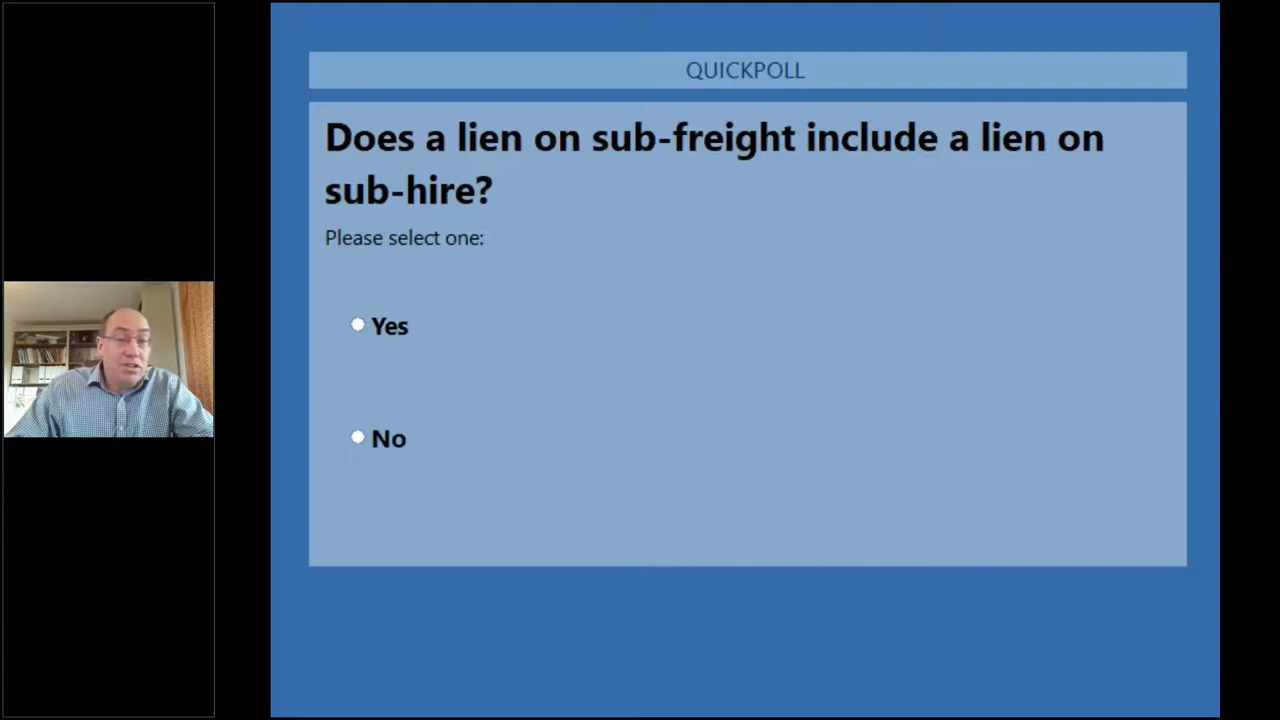 QUICKPOLL
Does a lien on sub-freight include a lien on
sub-hire?
Please select one:
Yes
No